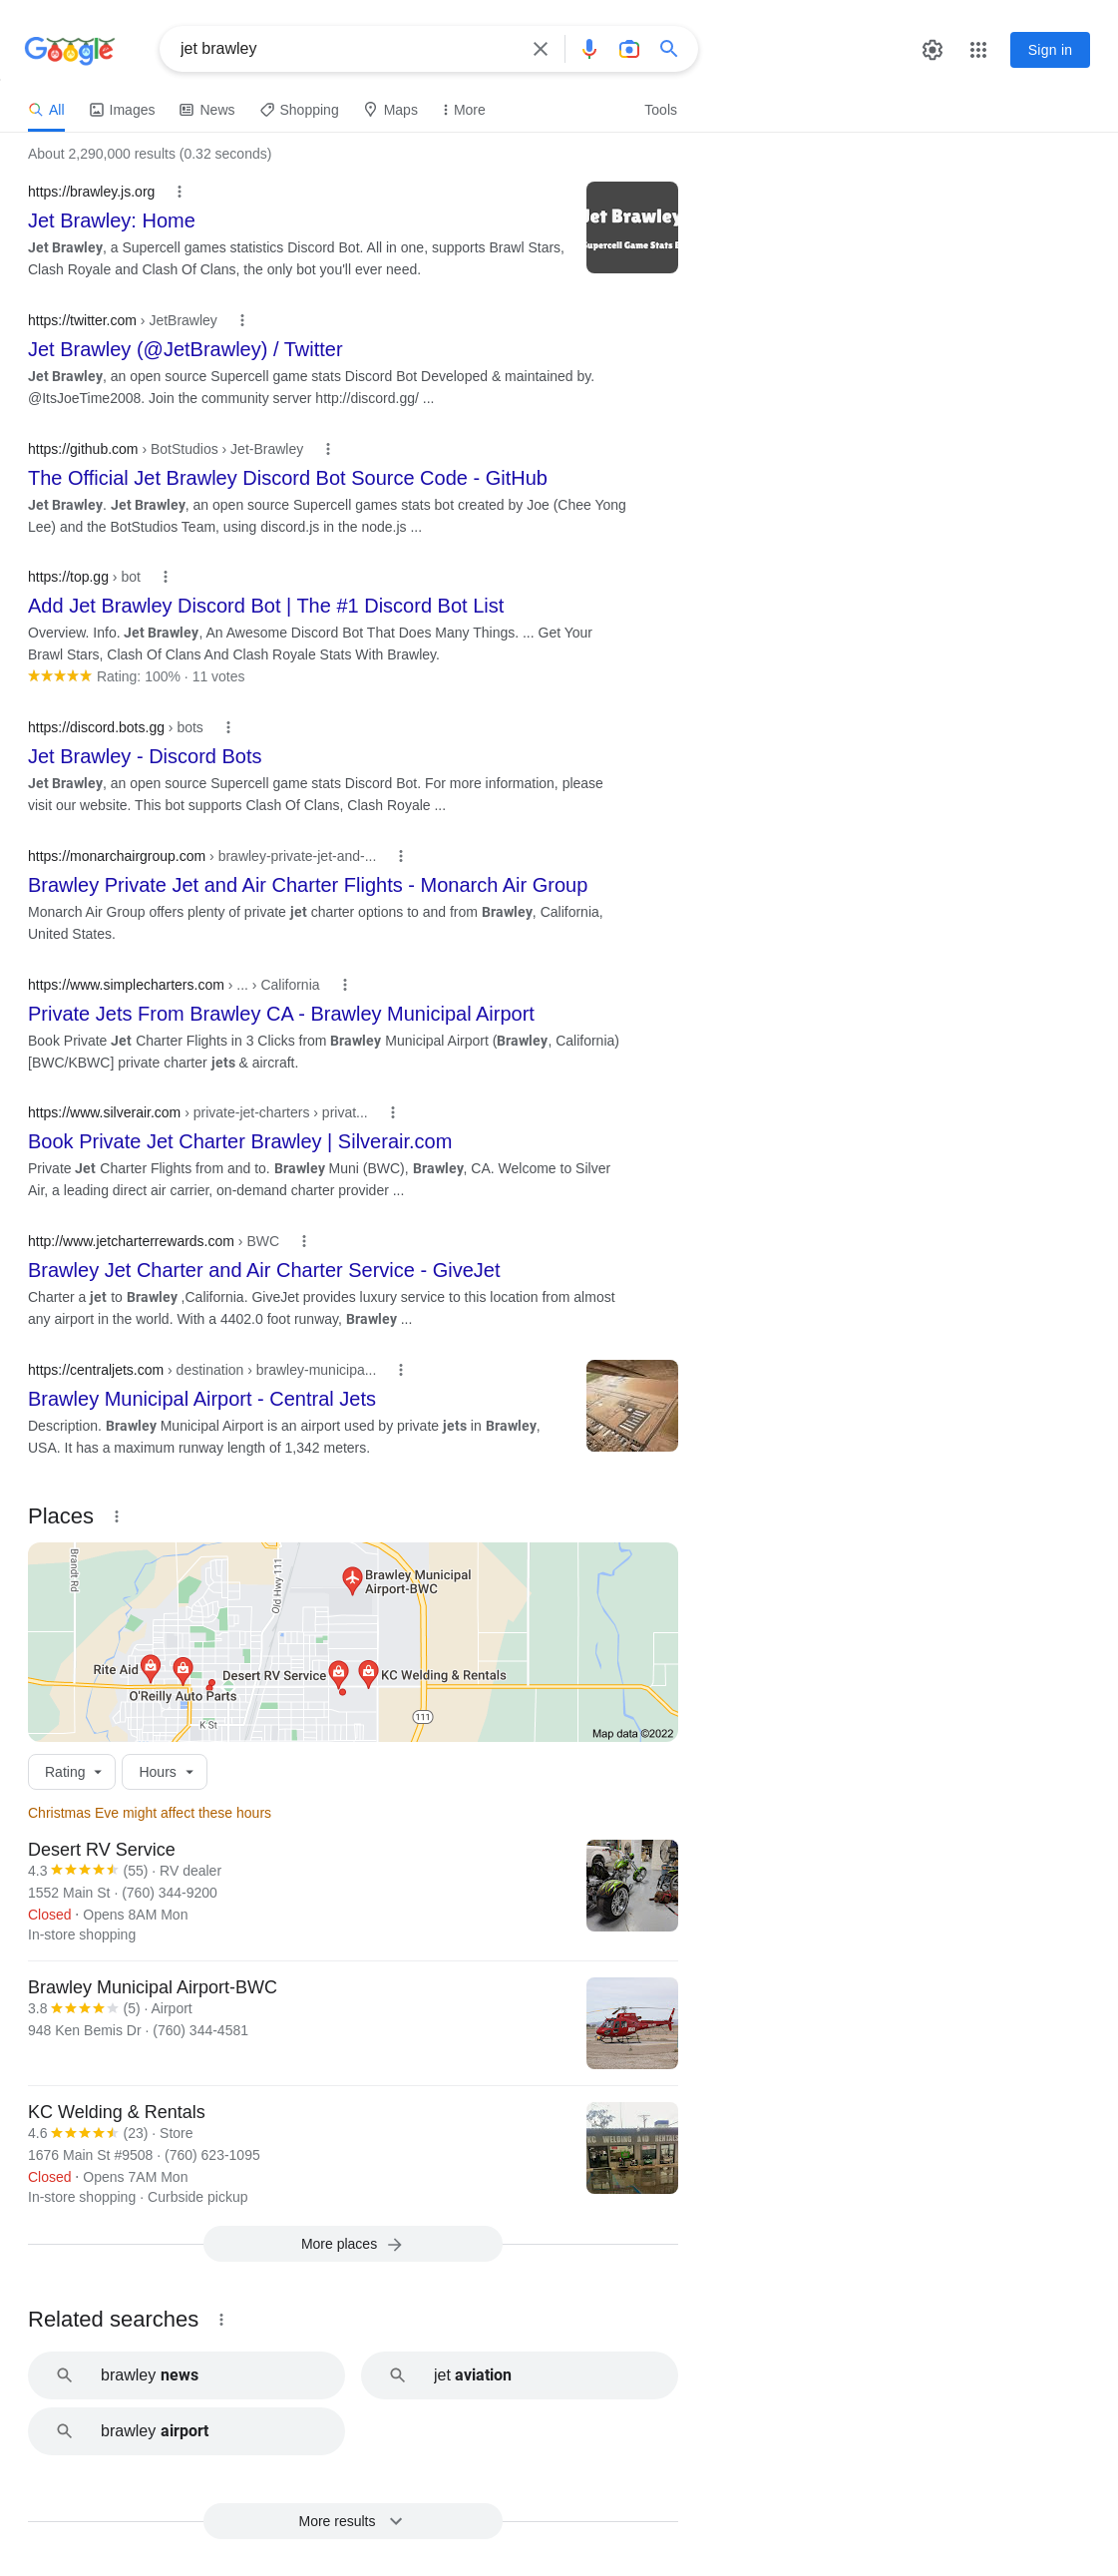 Google
jet brawley
Sign in
All
Images
News
Shopping
Maps
More
Tools
About 2,290,000 results (0.32 seconds)
https://brawley.js.org
Jet Brawley: Home
Jet Brawley, a Supercell games statistics Discord Bot. All in one, supports Brawl Stars,
Clash Royale and Clash Of Clans, the only bot you'll ever need.
Jet Brawley
Supercell Game Stats
https://twitter.com › JetBrawley
Jet Brawley (@JetBrawley) / Twitter
Jet Brawley, an open source Supercell game stats Discord Bot Developed & maintained by.
@ItsJoeTime2008. Join the community server http://discord.gg/ ...
https://github.com › BotStudios › Jet-Brawley
The Official Jet Brawley Discord Bot Source Code - GitHub
Jet Brawley. Jet Brawley, an open source Supercell games stats bot created by Joe (Chee Yong
Lee) and the BotStudios Team, using discord.js in the node.js ...
https://top.gg › bot
Add Jet Brawley Discord Bot | The #1 Discord Bot List
Overview. Info. Jet Brawley, An Awesome Discord Bot That Does Many Things. ... Get Your
Brawl Stars, Clash Of Clans And Clash Royale Stats With Brawley.
Rating: 100% · 11 votes
https://discord.bots.gg › bots
Jet Brawley - Discord Bots
Jet Brawley, an open source Supercell game stats Discord Bot. For more information, please
visit our website. This bot supports Clash Of Clans, Clash Royale ...
https://monarchairgroup.com › brawley-private-jet-and-...
Brawley Private Jet and Air Charter Flights - Monarch Air Group
Monarch Air Group offers plenty of private jet charter options to and from Brawley, California,
United States.
https://www.simplecharters.com › ... › California
Private Jets From Brawley CA - Brawley Municipal Airport
Book Private Jet Charter Flights in 3 Clicks from Brawley Municipal Airport (Brawley, California)
[BWC/KBWC] private charter jets & aircraft.
https://www.silverair.com › private-jet-charters › privat...
Book Private Jet Charter Brawley | Silverair.com
Private Jet Charter Flights from and to. Brawley Muni (BWC), Brawley, CA. Welcome to Silver
Air, a leading direct air carrier, on-demand charter provider ...
http://www.jetcharterrewards.com › BWC
Brawley Jet Charter and Air Charter Service - GiveJet
Charter a jet to Brawley ,California. GiveJet provides luxury service to this location from almost
any airport in the world. With a 4402.0 foot runway, Brawley ...
https://centraljets.com › destination › brawley-municipa...
Brawley Municipal Airport - Central Jets
Description. Brawley Municipal Airport is an airport used by private jets in Brawley,
USA. It has a maximum runway length of 1,342 meters.
Places
Brandt Rd
Old Hwy 111
Brawley Municipal
Airport-BWC
Rite Aid
Desert RV Service
KC Welding & Rentals
O'Reilly Auto Parts
K St
111
Map data ©2022
Rating
Hours
Christmas Eve might affect these hours
Desert RV Service
4.3 (55) · RV dealer
1552 Main St · (760) 344-9200
Closed · Opens 8AM Mon
In-store shopping
Brawley Municipal Airport-BWC
3.8 (5) · Airport
948 Ken Bemis Dr · (760) 344-4581
KC Welding & Rentals
4.6 (23) · Store
1676 Main St #9508 · (760) 623-1095
Closed · Opens 7AM Mon
In-store shopping · Curbside pickup
KC WELDING AND RENTALS
More places
Related searches
brawley news
jet aviation
brawley airport
More results